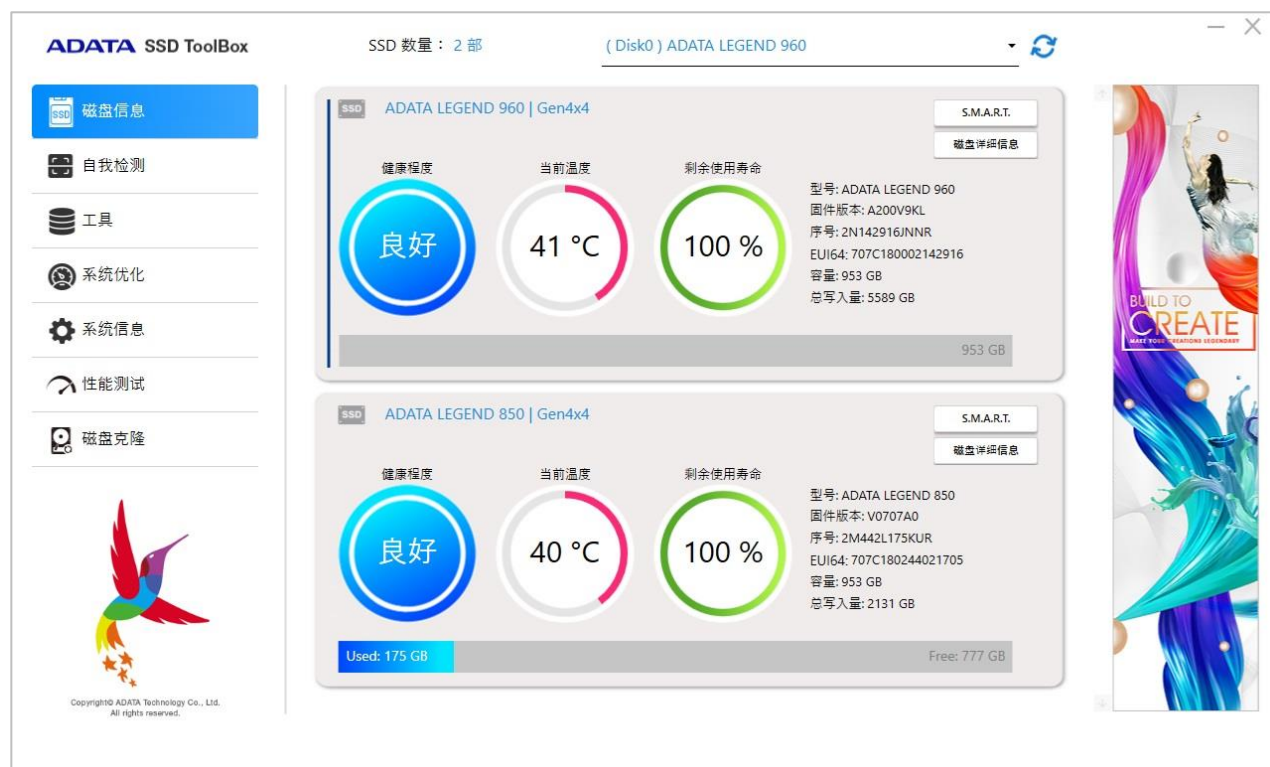 ADATA SSD ToolBox
SSD 数量： 2 部
( Disk0 ) ADATA LEGEND 960
SSD 磁盘信息
自我检测
工具
系统优化
系统信息
性能测试
磁盘克隆
Copyright© ADATA Technology Co., Ltd.
All rights reserved.
SSD ADATA LEGEND 960 | Gen4x4
S.M.A.R.T.
磁盘详细信息
健康程度
良好
当前温度
41 °C
剩余使用寿命
100 %
型号: ADATA LEGEND 960
固件版本: A200V9KL
序号: 2N142916JNNR
EUI64: 707C180002142916
容量: 953 GB
总写入量: 5589 GB
953 GB
SSD ADATA LEGEND 850 | Gen4x4
S.M.A.R.T.
磁盘详细信息
健康程度
良好
当前温度
40 °C
剩余使用寿命
100 %
型号: ADATA LEGEND 850
固件版本: V0707A0
序号: 2M442L175KUR
EUI64: 707C180244021705
容量: 953 GB
总写入量: 2131 GB
Used: 175 GB
Free: 777 GB
BUILD TO
CREATE
MAKE YOUR CREATIONS LEGENDARY